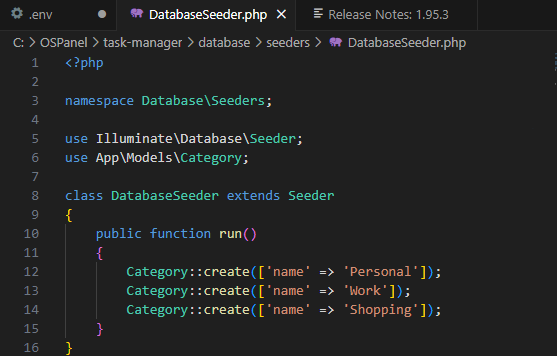 .env
DatabaseSeeder.php
Release Notes: 1.95.3
C: > OSPanel > task-manager > database > seeders > DatabaseSeeder.php
1 <?php
2
3 namespace Database\Seeders;
4
5 use Illuminate\Database\Seeder;
6 use App\Models\Category;
7
8 class DatabaseSeeder extends Seeder
9 {
10     public function run()
11     {
12         Category::create(['name' => 'Personal']);
13         Category::create(['name' => 'Work']);
14         Category::create(['name' => 'Shopping']);
15     }
16 }